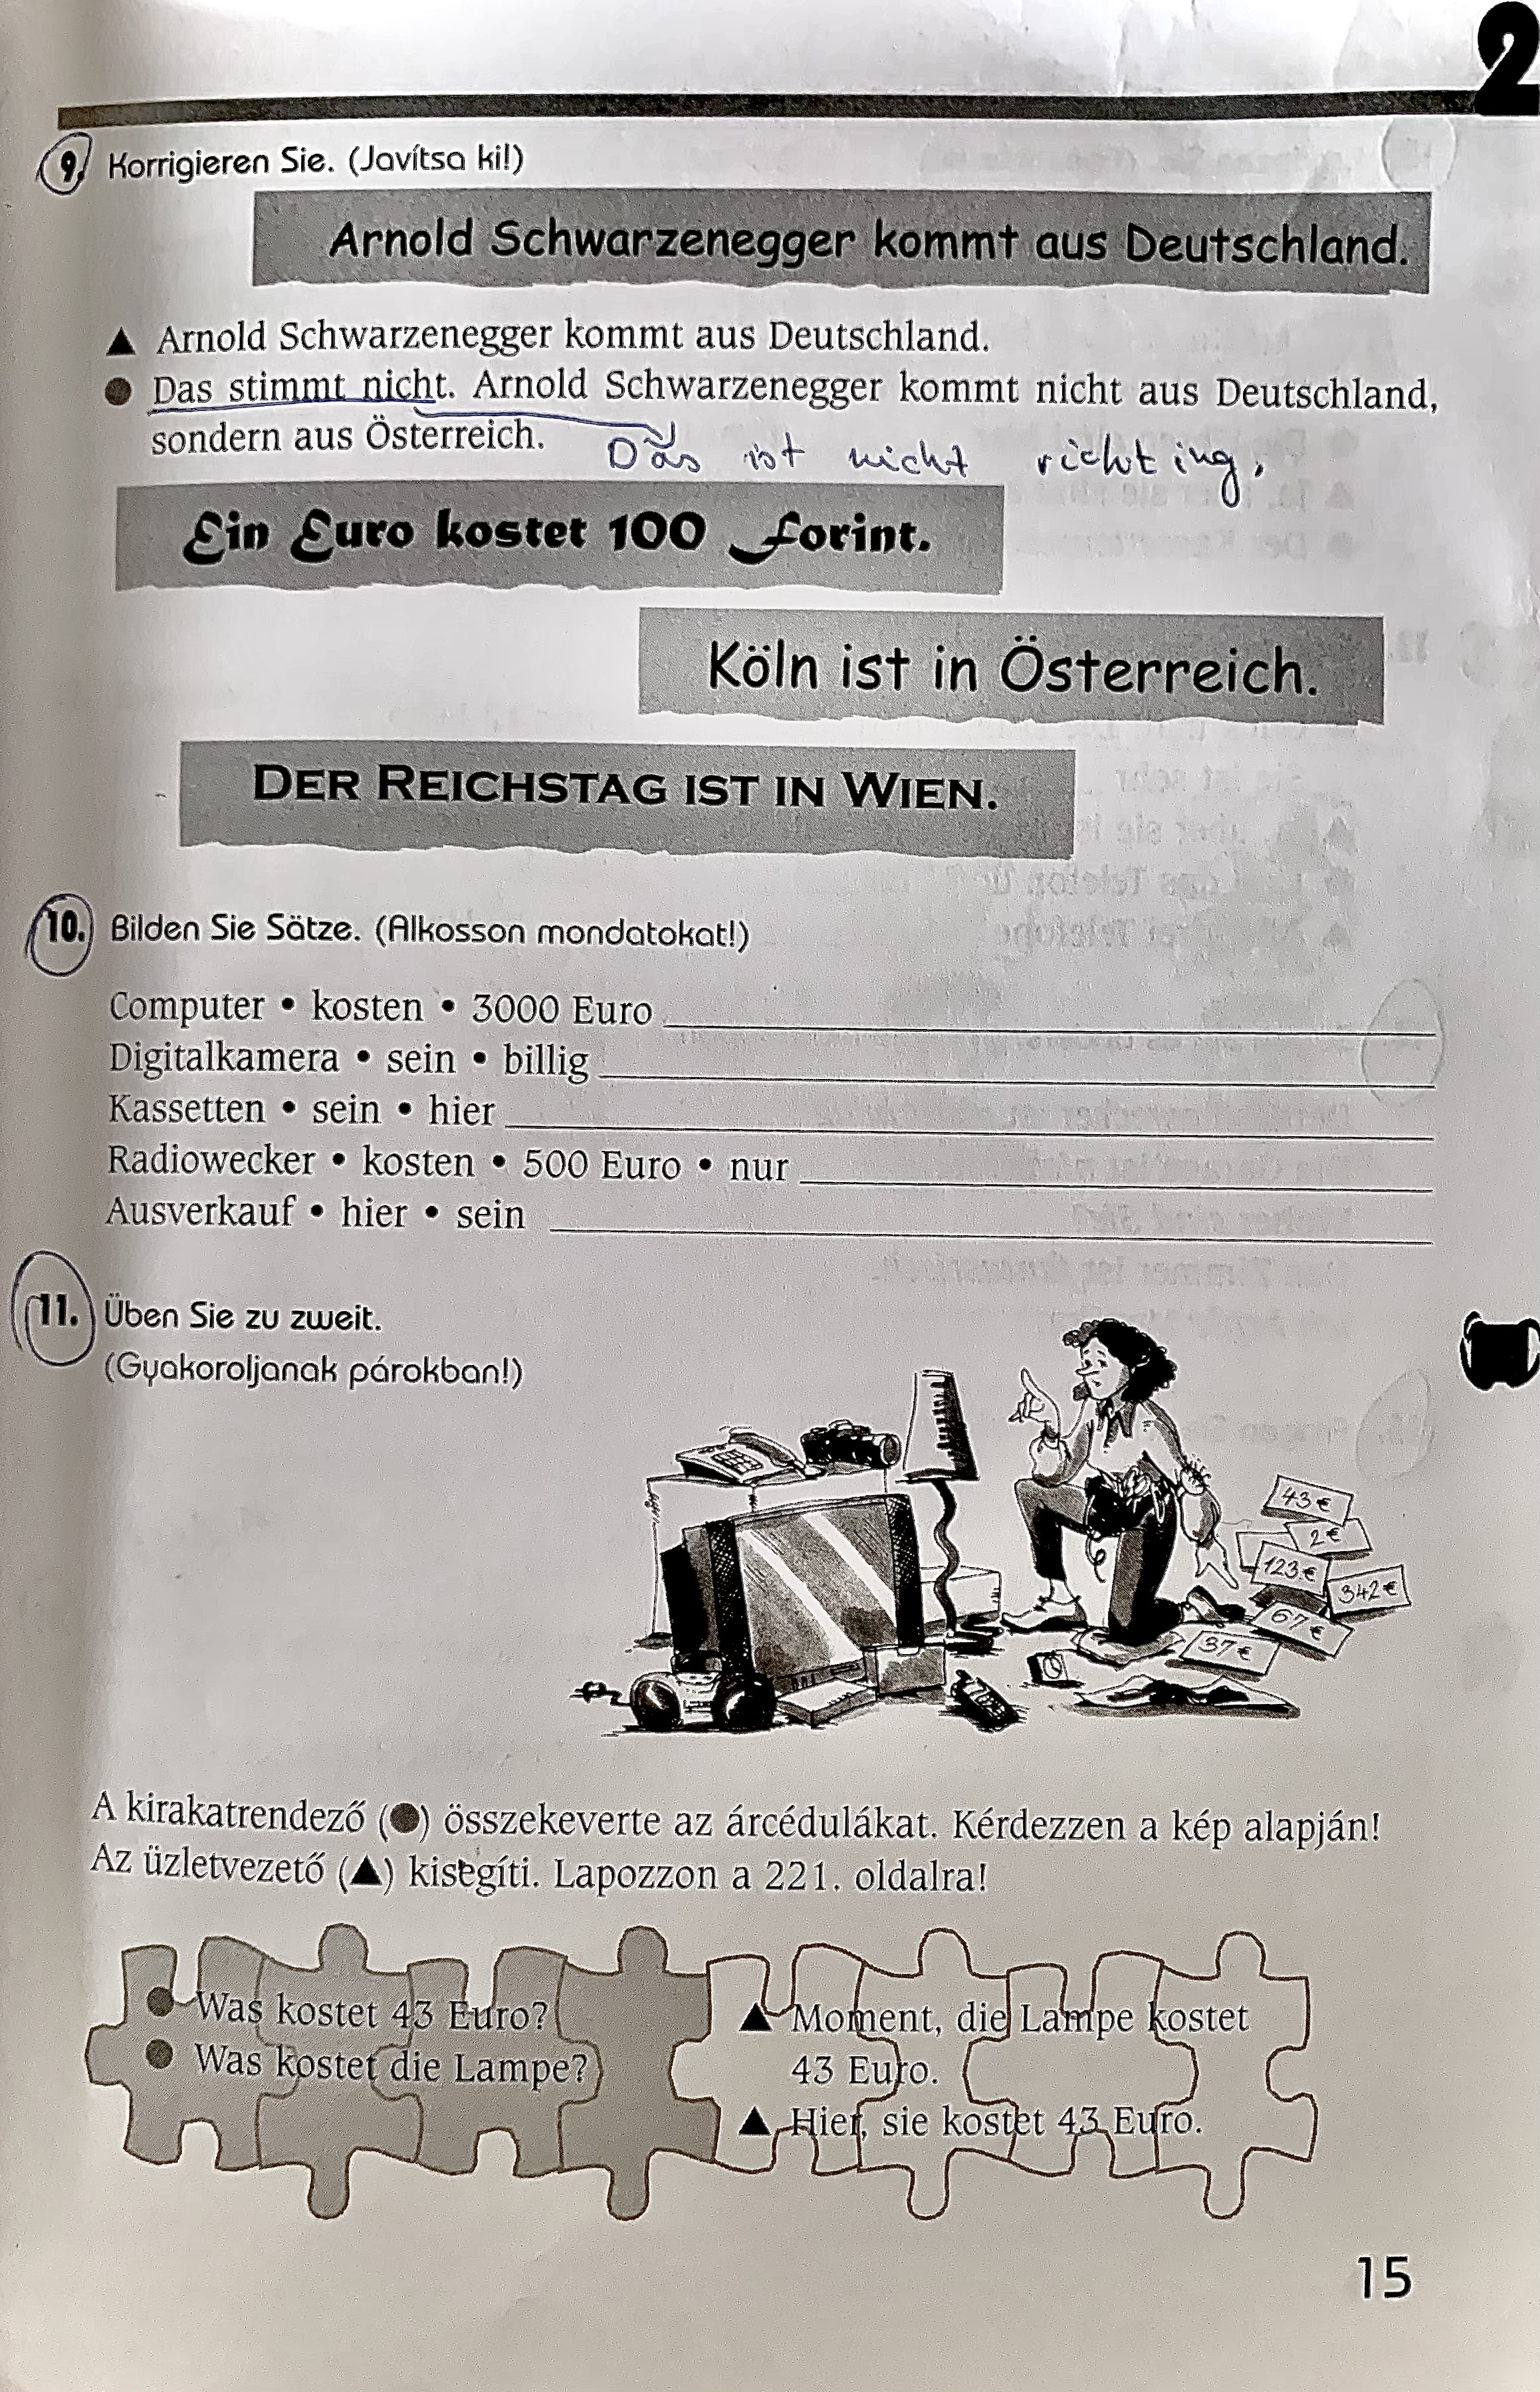 2
9. Korrigieren Sie. (Javítsa ki!)
Arnold Schwarzenegger kommt aus Deutschland.
▲ Arnold Schwarzenegger kommt aus Deutschland.
● Das stimmt nicht. Arnold Schwarzenegger kommt nicht aus Deutschland,
sondern aus Österreich.
Das ist nicht richting.
Ein Euro kostet 100 Forint.
Köln ist in Österreich.
DER REICHSTAG IST IN WIEN.
10. Bilden Sie Sätze. (Alkosson mondatokat!)
Computer • kosten • 3000 Euro
Digitalkamera • sein • billig
Kassetten • sein • hier
Radiowecker • kosten • 500 Euro • nur
Ausverkauf • hier • sein
11. Üben Sie zu zweit.
(Gyakoroljanak párokban!)
43 €
2 €
123 €
342 €
67 €
37 €
A kirakatrendező (●) összekeverte az árcédulákat. Kérdezzen a kép alapján!
Az üzletvezető (▲) kisegíti. Lapozzon a 221. oldalra!
● Was kostet 43 Euro?
● Was kostet die Lampe?
▲ Moment, die Lampe kostet
43 Euro.
▲ Hier, sie kostet 43 Euro.
15